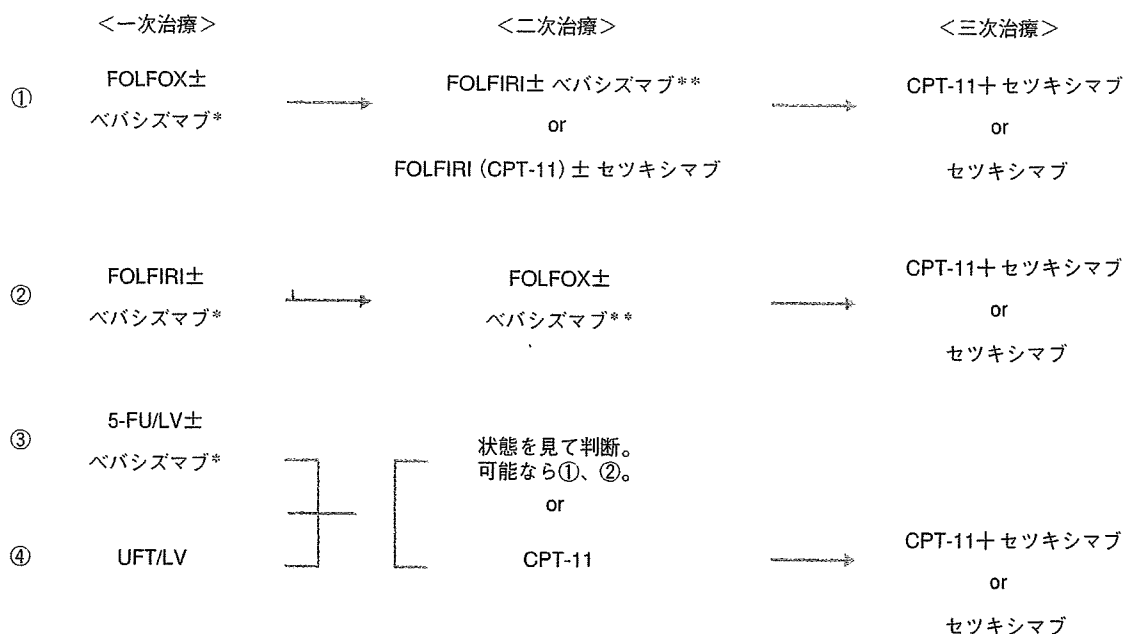 ＜一次治療＞ ＜二次治療＞ ＜三次治療＞
① FOLFOX± ベバシズマブ*
FOLFIRI± ベバシズマブ**
or
FOLFIRI (CPT-11) ± セツキシマブ
CPT-11＋セツキシマブ
or
セツキシマブ
② FOLFIRI±
ベバシズマブ*
FOLFOX±
ベバシズマブ**
CPT-11＋セツキシマブ
or
セツキシマブ
③ 5-FU/LV±
ベバシズマブ*
④ UFT/LV
状態を見て判断。
可能なら①、②。
or
CPT-11
CPT-11＋セツキシマブ
or
セツキシマブ